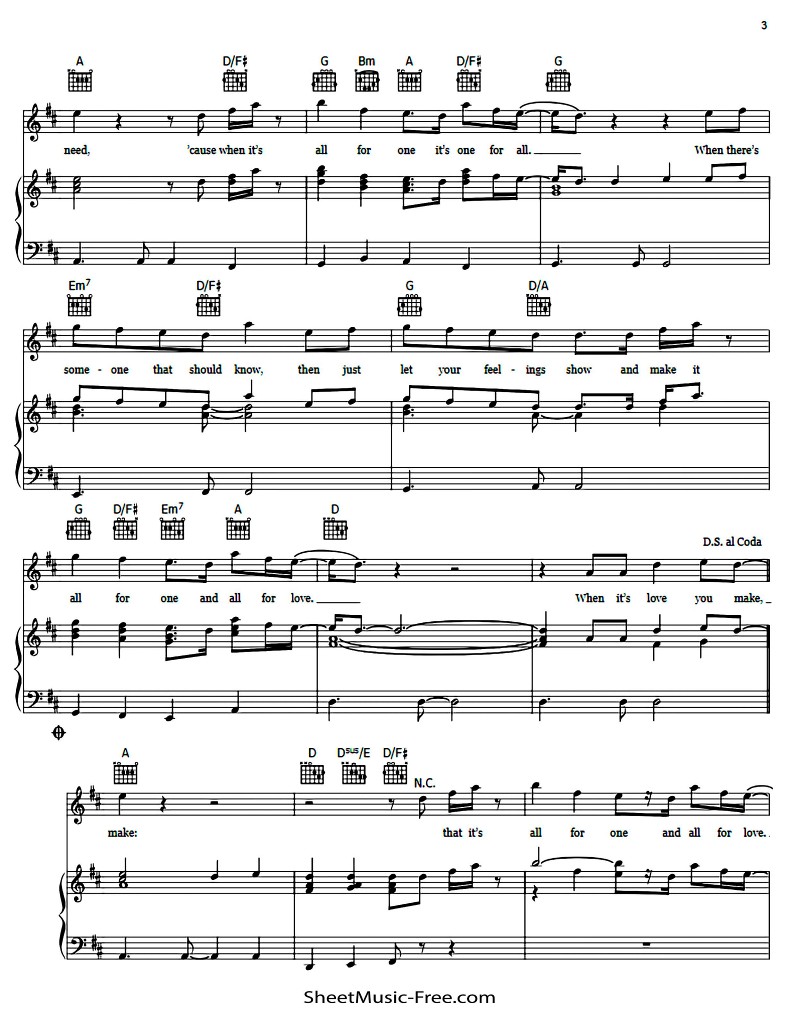 3
A D/F♯ G Bm A D/F♯ G
need, 'cause when it's all for one it's one for all. When there's
Em7 D/F♯ G D/A
some - one that should know, then just let your feel - ings show and make it
G D/F♯ Em7 A D
D.S. al Coda
all for one and all for love. When it's love you make,
A D Dsus/E D/F♯
N.C.
make: that it's all for one and all for love.
SheetMusic-Free.com